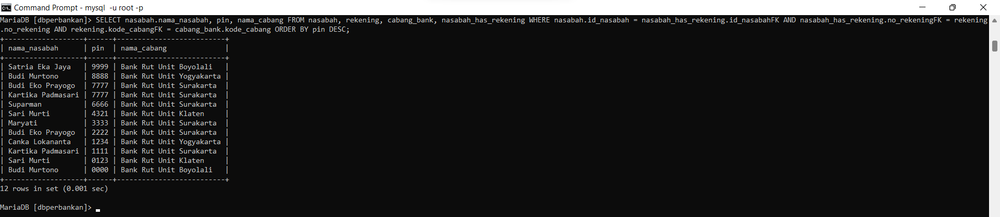 Command Prompt - mysql  -u root -p
MariaDB [dbperbankan]> SELECT nasabah.nama_nasabah, pin, nama_cabang FROM nasabah, rekening, cabang_bank, nasabah_has_rekening WHERE nasabah.id_nasabah = nasabah_has_rekening.id_nasabahFK AND nasabah_has_rekening.no_rekeningFK = rekening
.no_rekening AND rekening.kode_cabangFK = cabang_bank.kode_cabang ORDER BY pin DESC;
+-------------------+------+--------------------------+
| nama_nasabah      | pin  | nama_cabang              |
+-------------------+------+--------------------------+
| Satria Eka Jaya   | 9999 | Bank Rut Unit Boyolali   |
| Budi Murtono      | 8888 | Bank Rut Unit Yogyakarta |
| Budi Eko Prayogo  | 7777 | Bank Rut Unit Surakarta  |
| Kartika Padmasari | 7777 | Bank Rut Unit Surakarta  |
| Suparman          | 6666 | Bank Rut Unit Surakarta  |
| Sari Murti        | 4321 | Bank Rut Unit Klaten     |
| Maryati           | 3333 | Bank Rut Unit Surakarta  |
| Budi Eko Prayogo  | 2222 | Bank Rut Unit Surakarta  |
| Canka Lokananta   | 1234 | Bank Rut Unit Yogyakarta |
| Kartika Padmasari | 1111 | Bank Rut Unit Surakarta  |
| Sari Murti        | 0123 | Bank Rut Unit Klaten     |
| Budi Murtono      | 0000 | Bank Rut Unit Boyolali   |
+-------------------+------+--------------------------+
12 rows in set (0.001 sec)
MariaDB [dbperbankan]> _